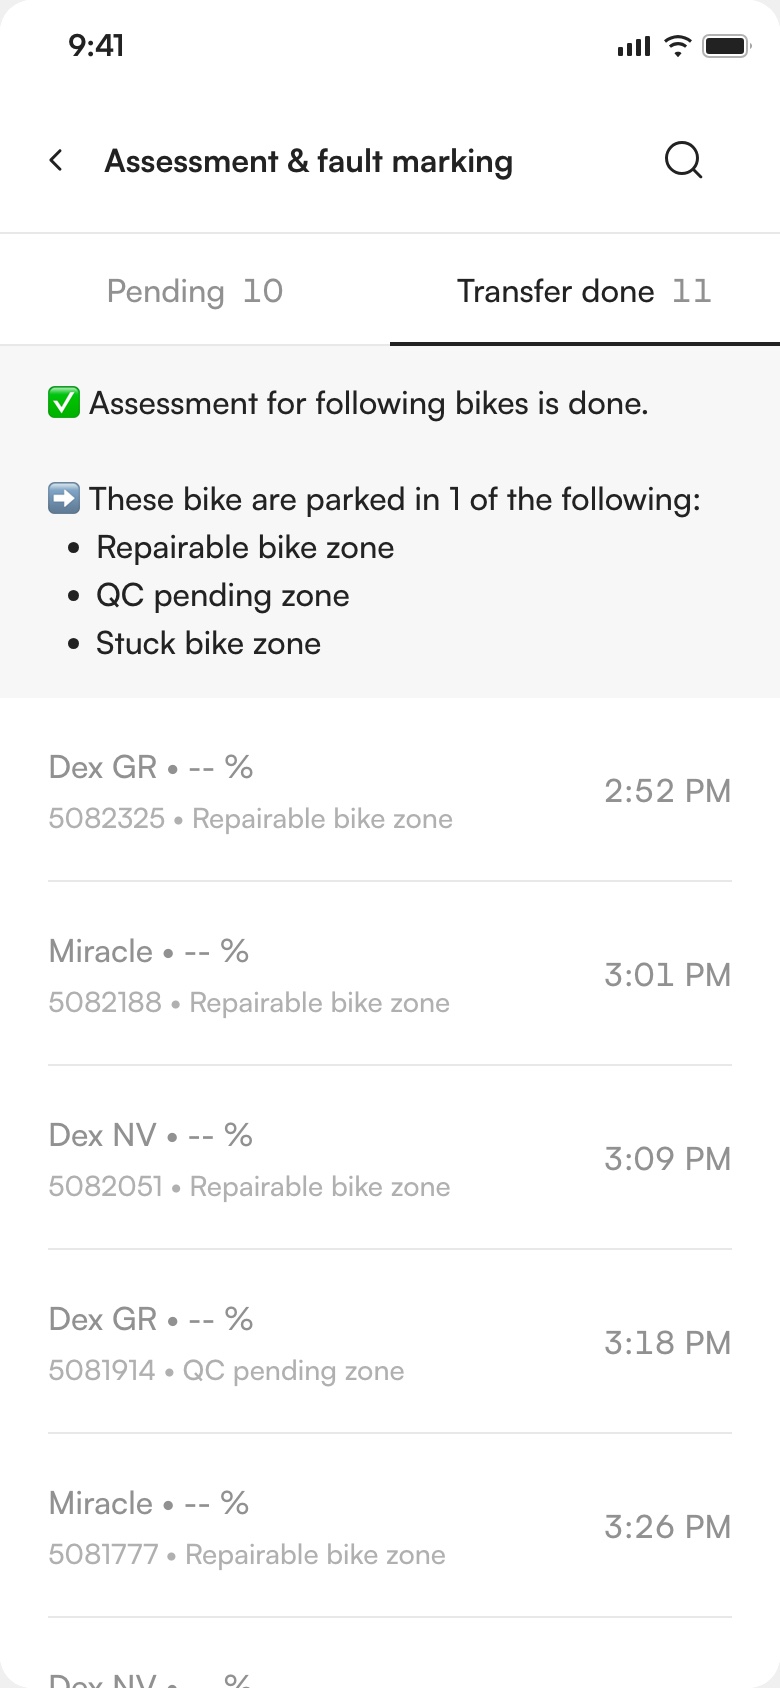 9:41
Assessment & fault marking
Pending 10
Transfer done 11
✅ Assessment for following bikes is done.
➡️ These bike are parked in 1 of the following:
• Repairable bike zone
• QC pending zone
• Stuck bike zone
Dex GR • -- %
5082325 • Repairable bike zone
2:52 PM
Miracle • -- %
5082188 • Repairable bike zone
3:01 PM
Dex NV • -- %
5082051 • Repairable bike zone
3:09 PM
Dex GR • -- %
5081914 • QC pending zone
3:18 PM
Miracle • -- %
5081777 • Repairable bike zone
3:26 PM
Dex NV • -- %